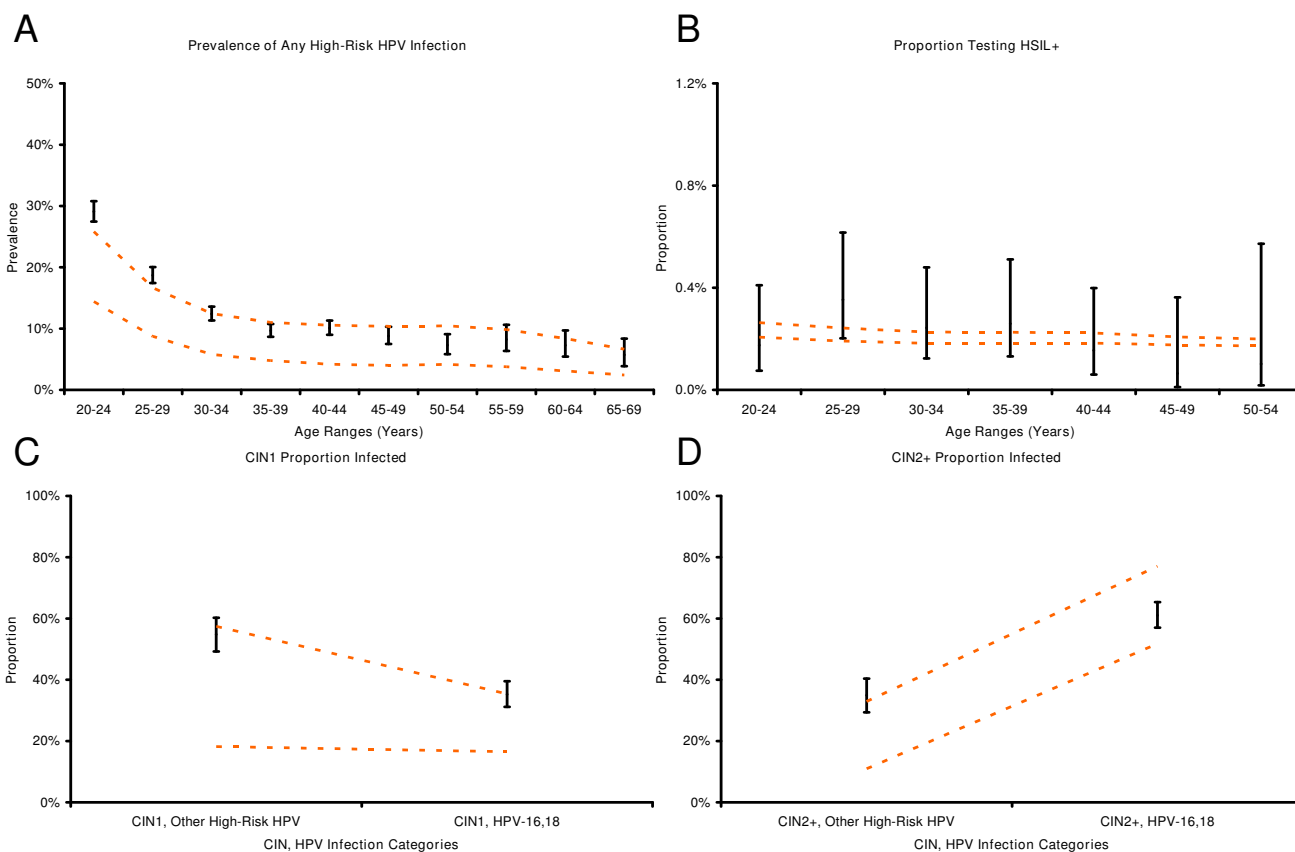 A
Prevalence of Any High-Risk HPV Infection
50%
40%
30%
20%
10%
0%
Prevalence
20-24 25-29 30-34 35-39 40-44 45-49 50-54 55-59 60-64 65-69
Age Ranges (Years)
B
Proportion Testing HSIL+
1.2%
0.8%
0.4%
0.0%
Proportion
20-24 25-29 30-34 35-39 40-44 45-49 50-54
Age Ranges (Years)
C
CIN1 Proportion Infected
100%
80%
60%
40%
20%
0%
Proportion
CIN1, Other High-Risk HPV CIN1, HPV-16,18
CIN, HPV Infection Categories
D
CIN2+ Proportion Infected
100%
80%
60%
40%
20%
0%
Proportion
CIN2+, Other High-Risk HPV CIN2+, HPV-16,18
CIN, HPV Infection Categories